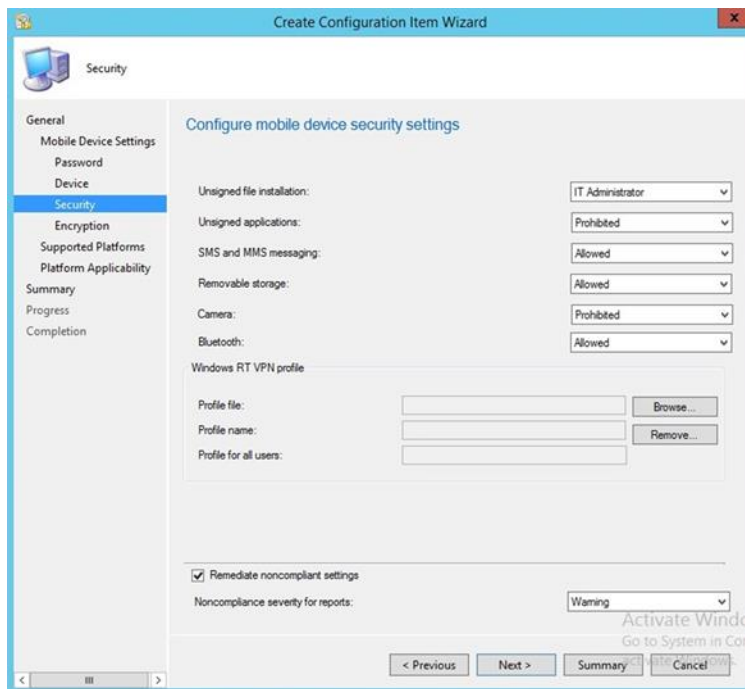 Create Configuration Item Wizard
x
Security
General
Mobile Device Settings
Password
Device
Security
Encryption
Supported Platforms
Platform Applicability
Summary
Progress
Completion
Configure mobile device security settings
Unsigned file installation: IT Administrator
Unsigned applications: Prohibited
SMS and MMS messaging: Allowed
Removable storage: Allowed
Camera: Prohibited
Bluetooth: Allowed
Windows RT VPN profile
Profile file: Browse...
Profile name: Remove...
Profile for all users:
Remediate noncompliant settings
Noncompliance severity for reports: Warning
Activate Windo
Go to System in Con
activate Windows.
< Previous Next > Summary Cancel